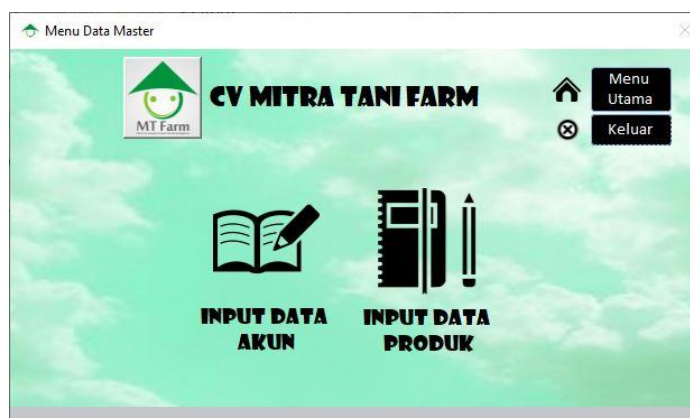 Menu Data Master
MT Farm
CV MITRA TANI FARM
Menu
Utama
Keluar
INPUT DATA
AKUN
INPUT DATA
PRODUK